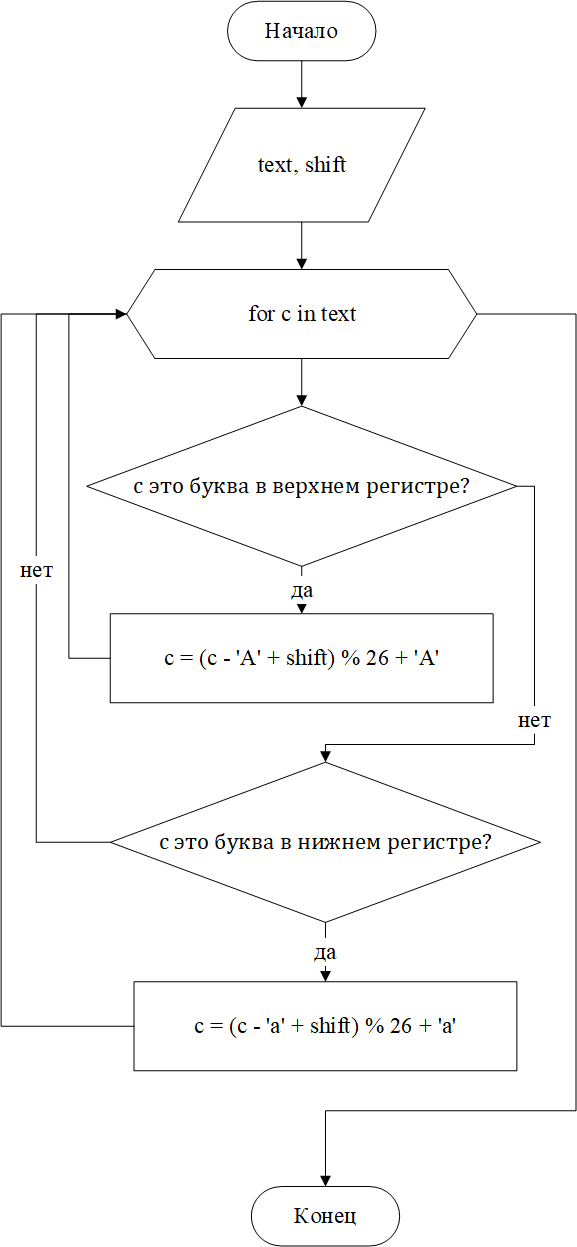 Начало
text, shift
for c in text
с это буква в верхнем регистре?
да
c = (c - 'A' + shift) % 26 + 'A'
нет
нет
с это буква в нижнем регистре?
да
c = (c - 'a' + shift) % 26 + 'a'
Конец